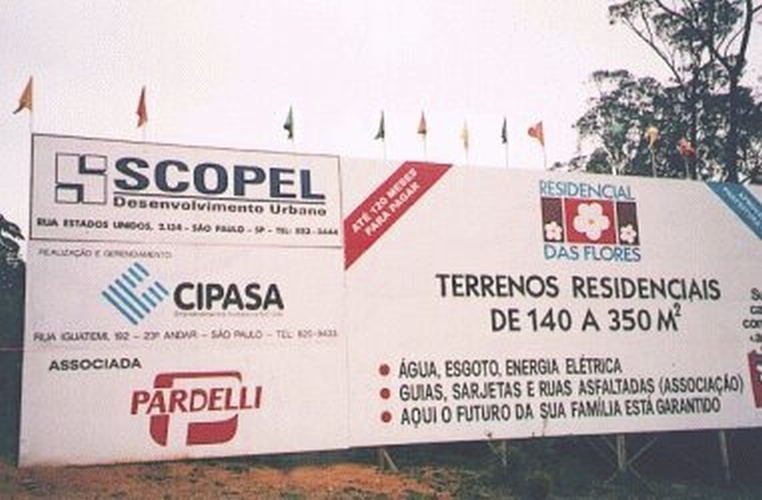 SCOPEL
Desenvolvimento Urbano
RUA ESTADOS UNIDOS, 2.134 - SÃO PAULO - SP - TEL: 883-3444
REALIZAÇÃO E GERENCIAMENTO:
CIPASA
RUA IGUATEMI, 192 - 23º ANDAR - SÃO PAULO - TEL: 820-9433
ASSOCIADA
PARDELLI
ATÉ 120 MESES
PARA PAGAR
RESIDENCIAL
DAS FLORES
TERRENOS RESIDENCIAIS
DE 140 A 350 M²
ÁGUA, ESGOTO, ENERGIA ELÉTRICA
GUIAS, SARJETAS E RUAS ASFALTADAS (ASSOCIAÇÃO)
AQUI O FUTURO DA SUA FAMÍLIA ESTÁ GARANTIDO